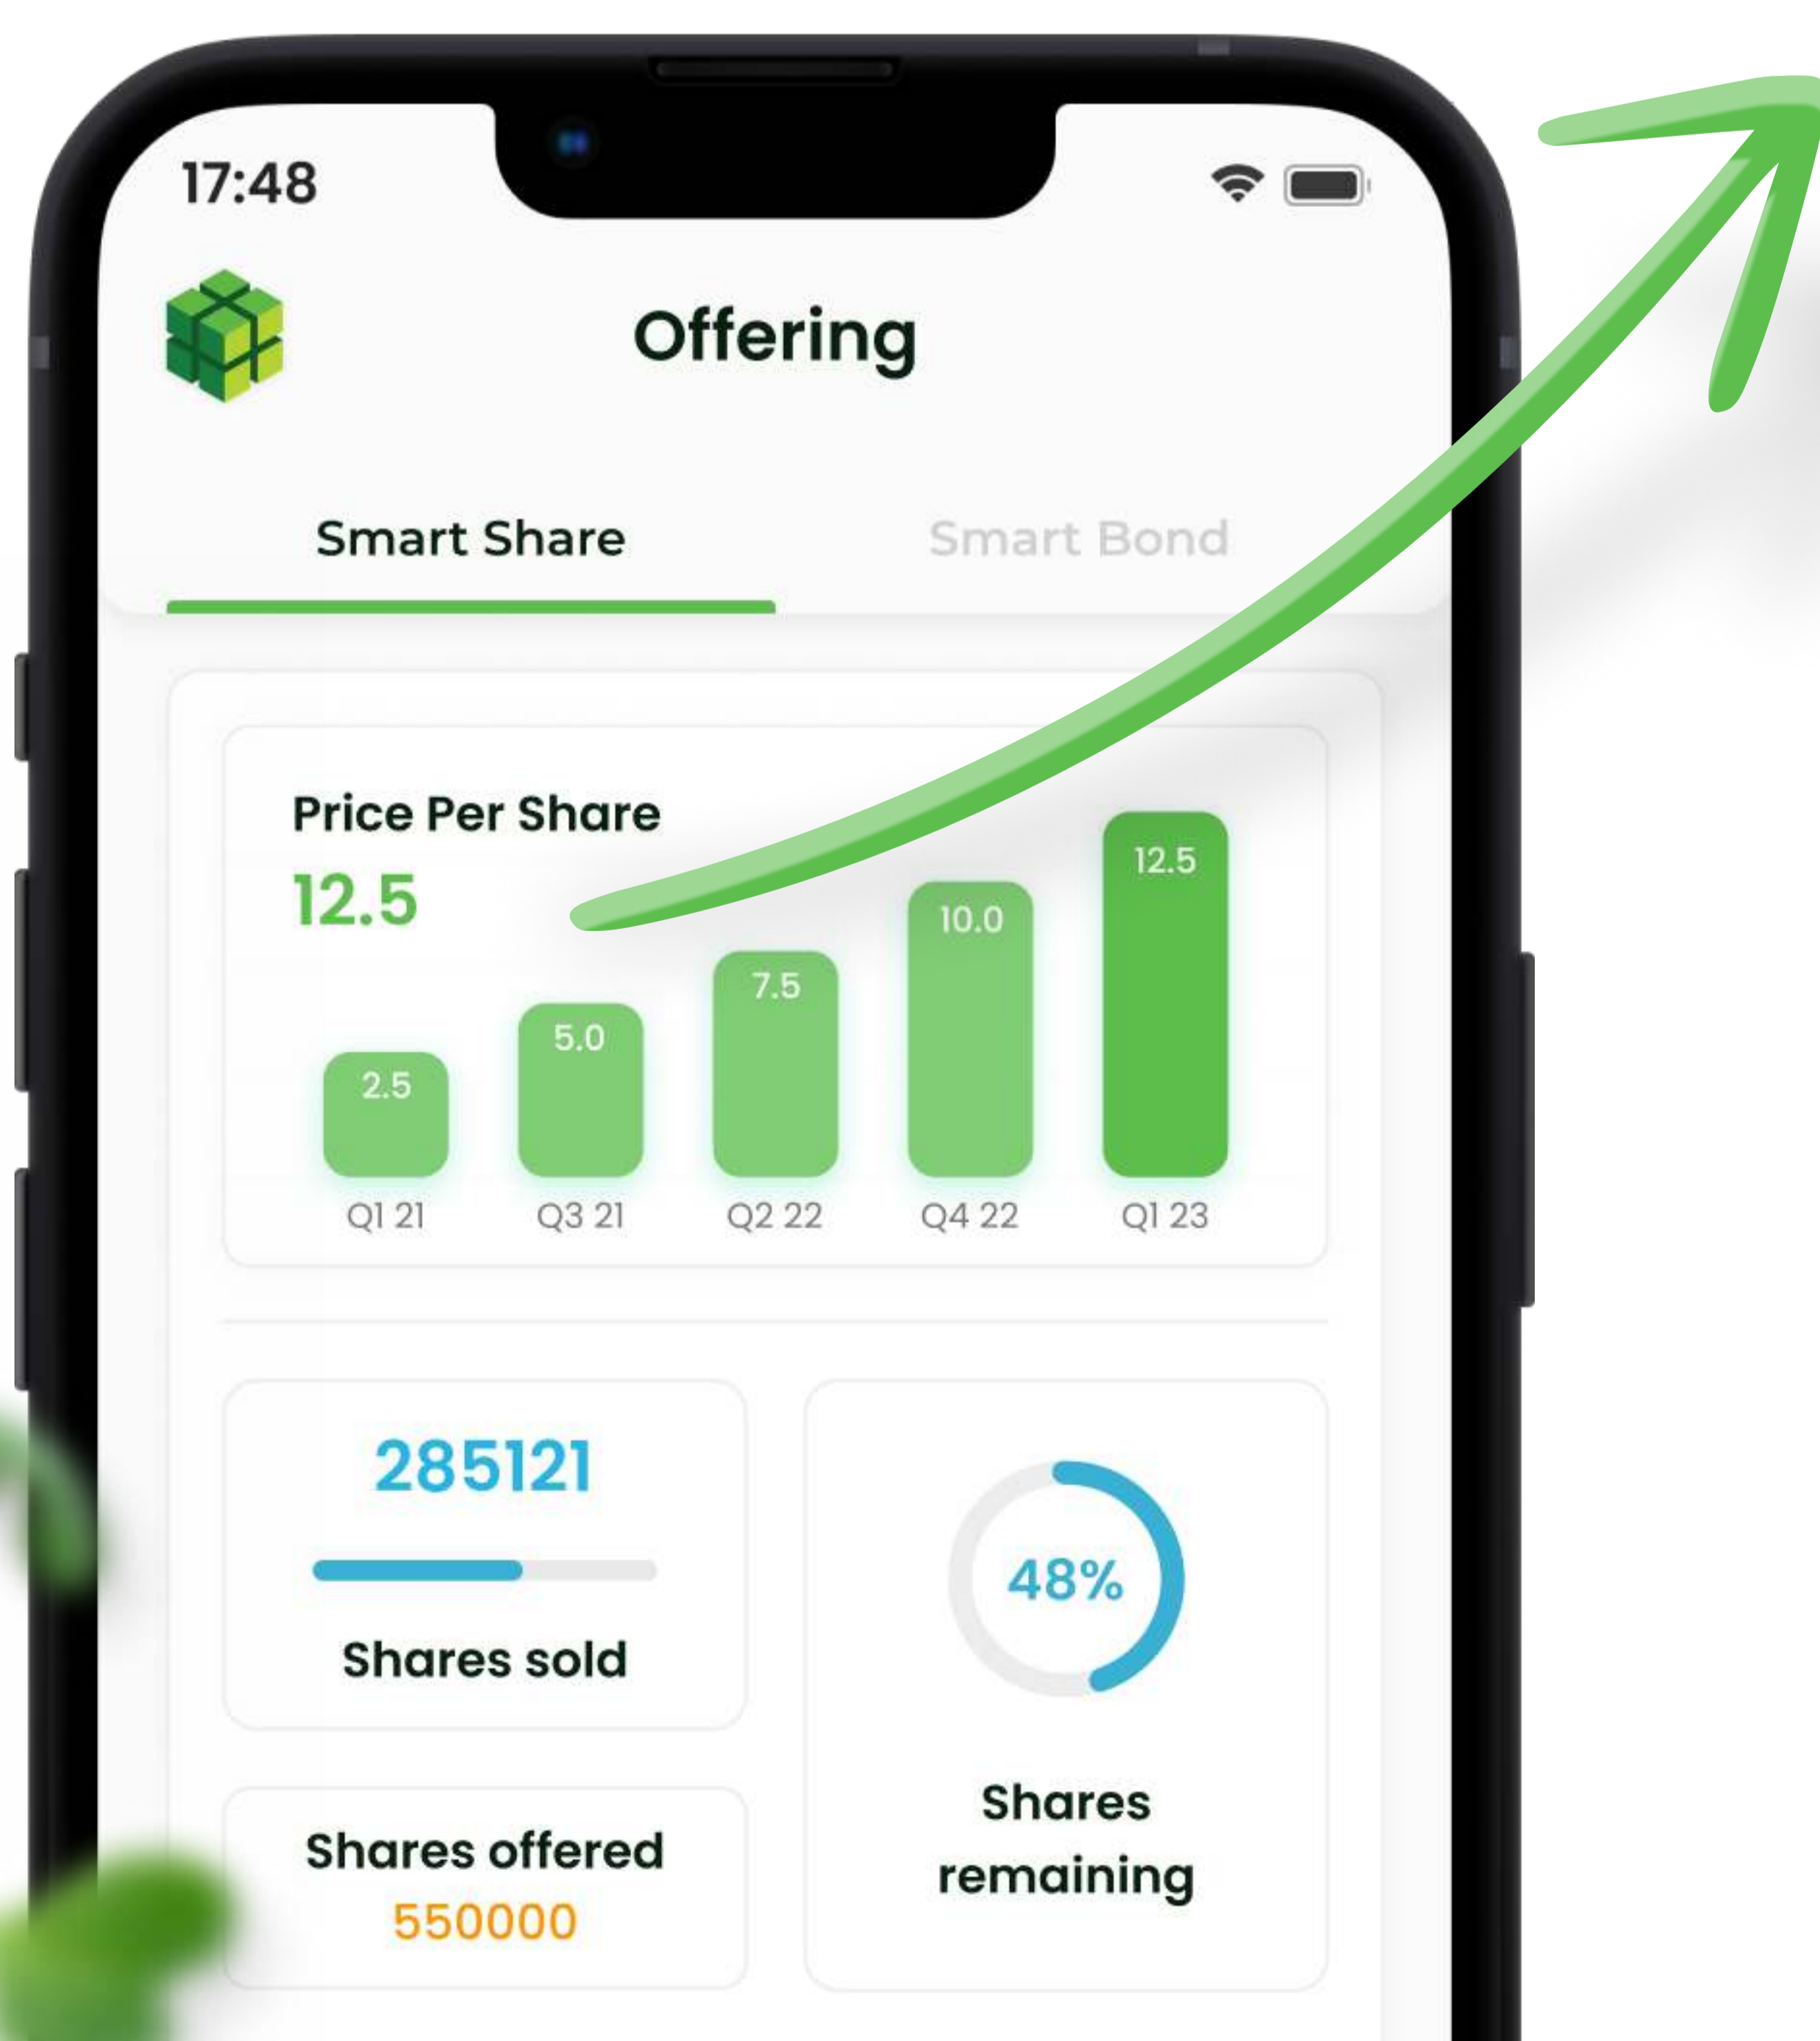 17:48
Offering
Smart Share
Smart Bond
Price Per Share
12.5
2.5
5.0
7.5
10.0
12.5
Q1 21
Q3 21
Q2 22
Q4 22
Q1 23
285121
Shares sold
48%
Shares
remaining
Shares offered
550000